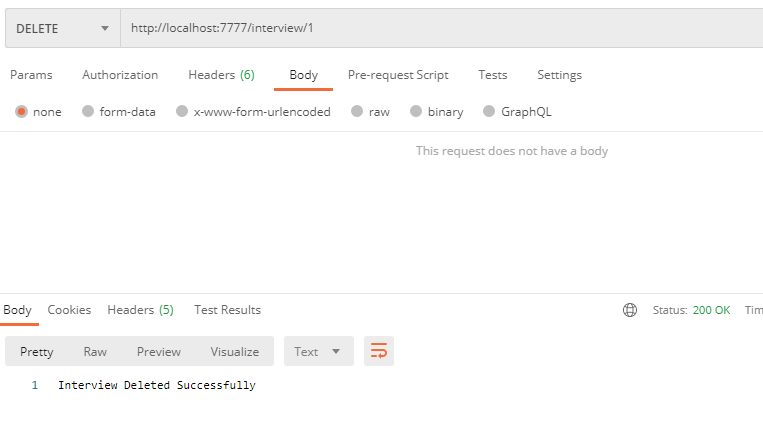 DELETE http://localhost:7777/interview/1
Params Authorization Headers (6) Body Pre-request Script Tests Settings
none form-data x-www-form-urlencoded raw binary GraphQL
This request does not have a body
Body Cookies Headers (5) Test Results Status: 200 OK Tim
Pretty Raw Preview Visualize Text
1 Interview Deleted Successfully